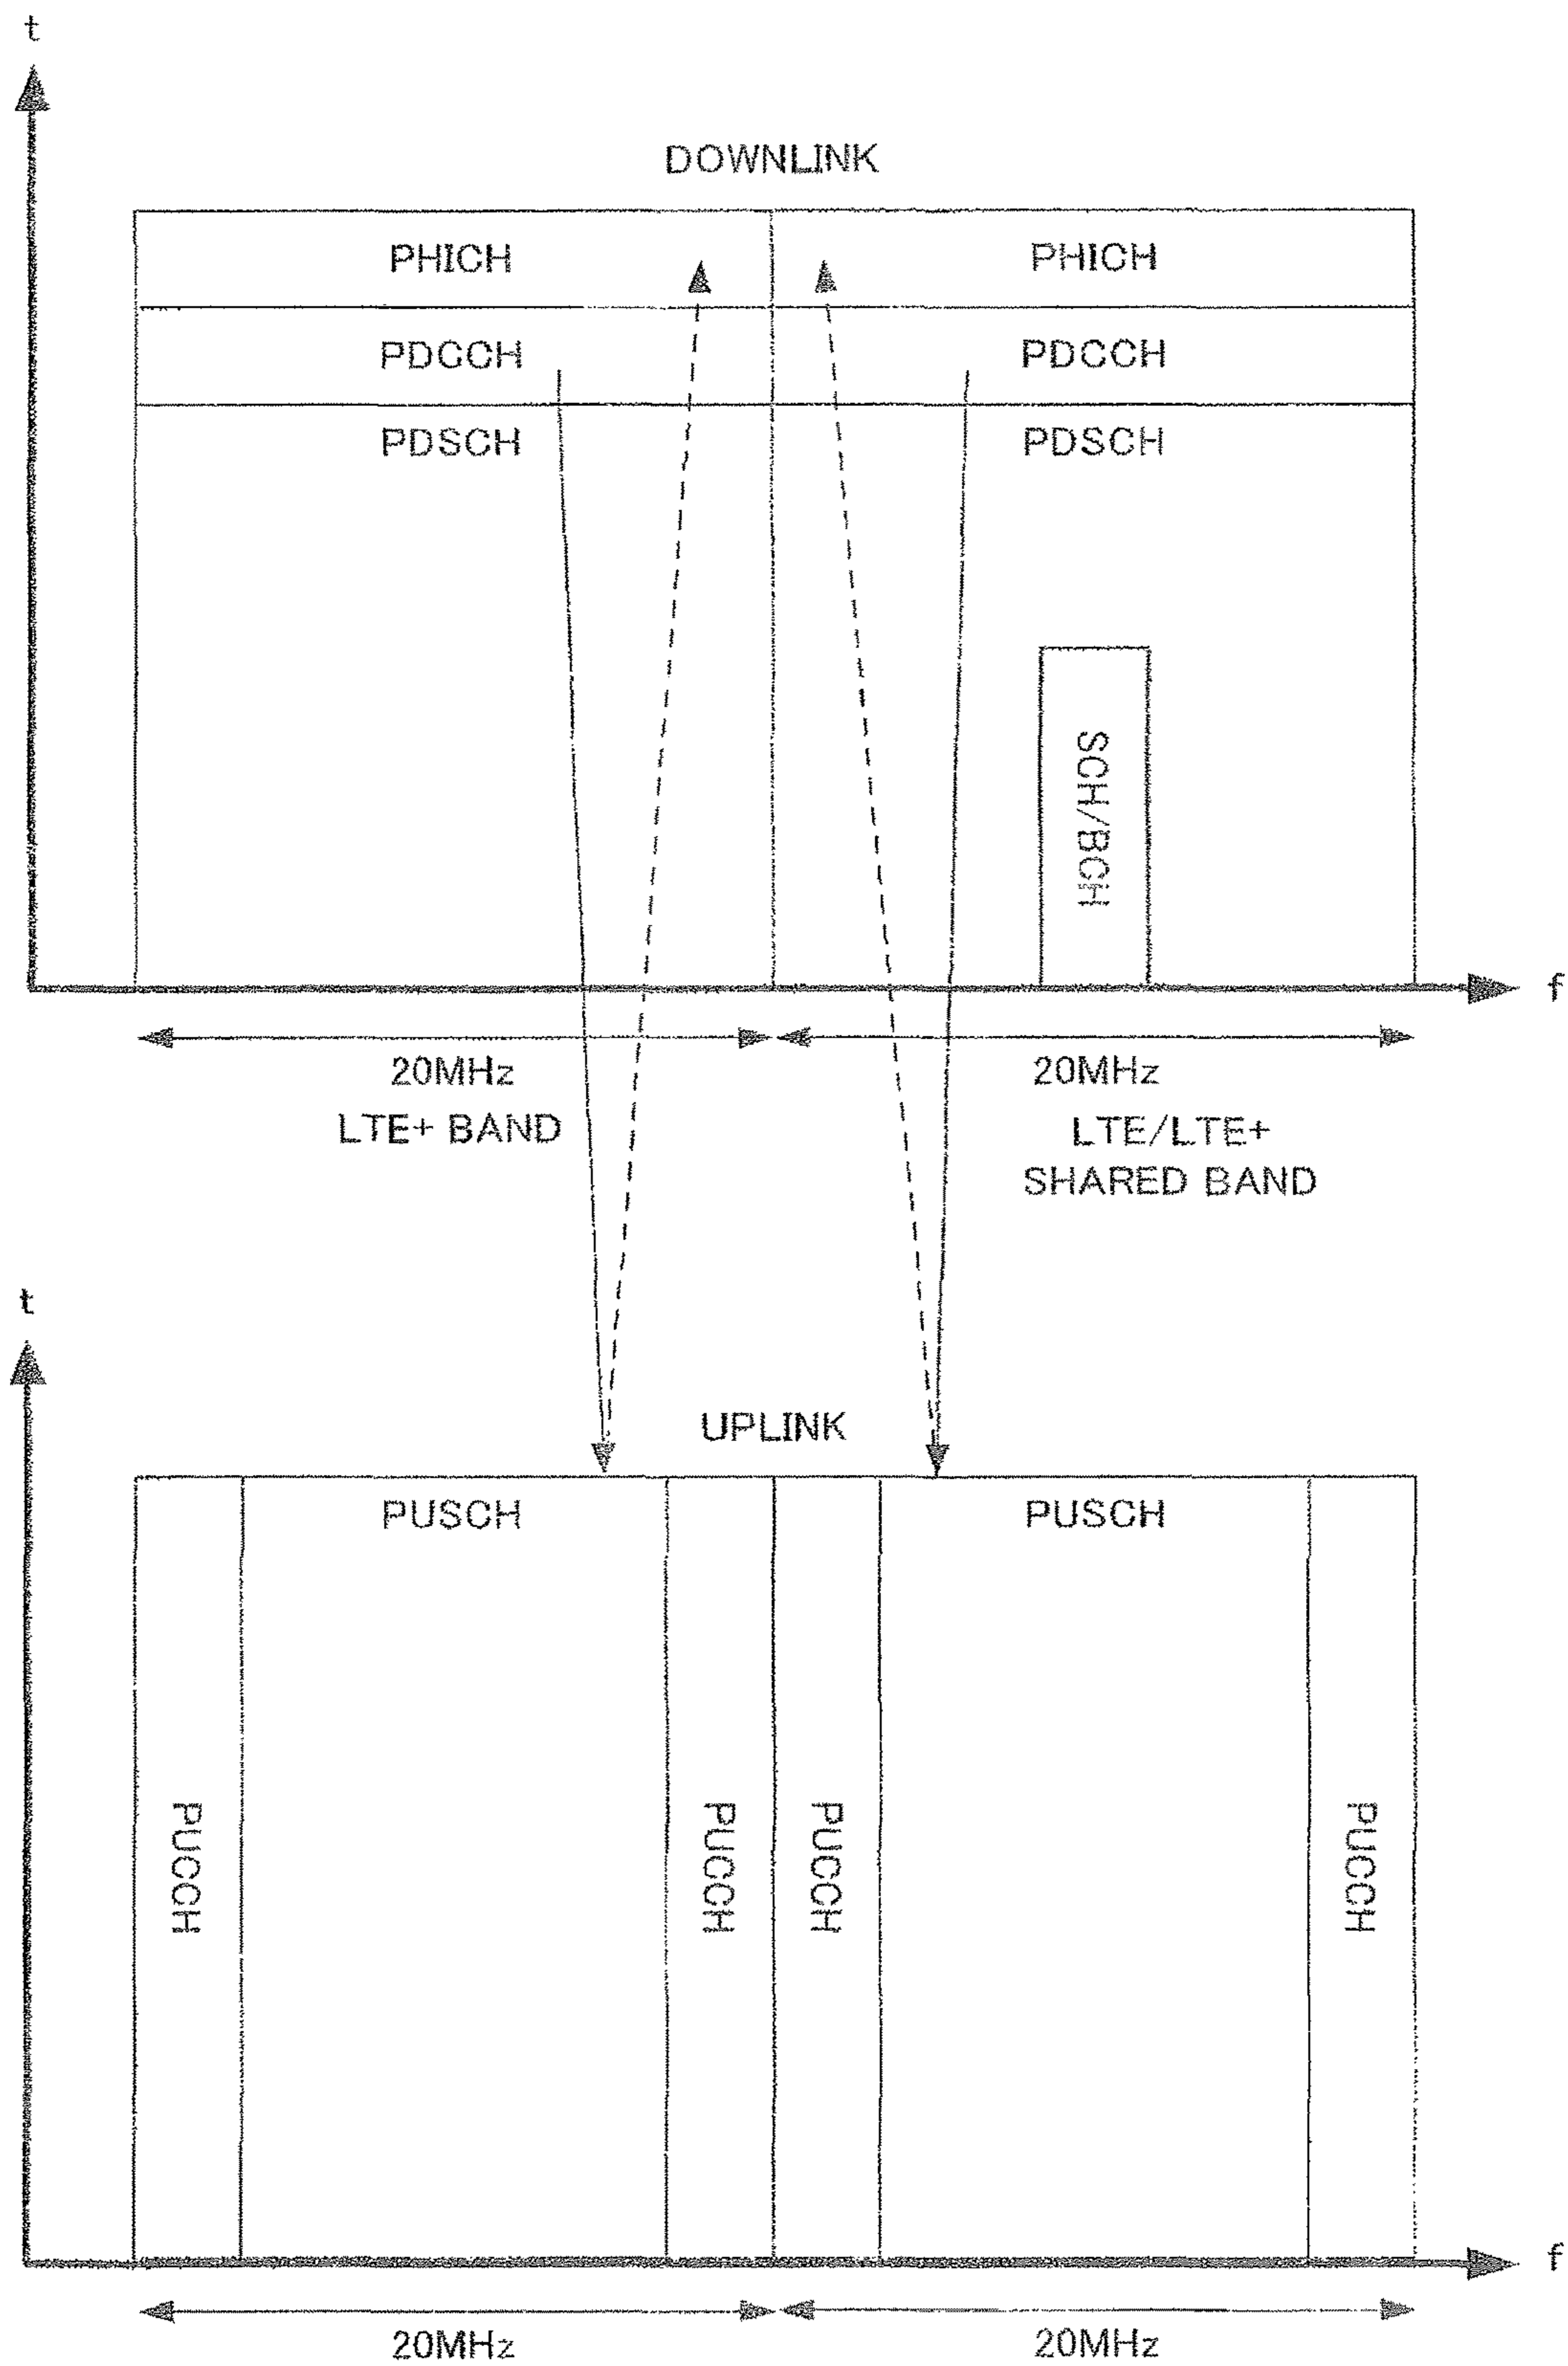 t
DOWNLINK
PHICH
PHICH
PDCCH
PDCCH
PDSCH
PDSCH
SCH/BCH
f
20MHz
20MHz
LTE+ BAND
LTE/LTE+
SHARED BAND
t
UPLINK
PUSCH
PUSCH
PUCCH
PUCCH
PUCCH
PUCCH
f
20MHz
20MHz